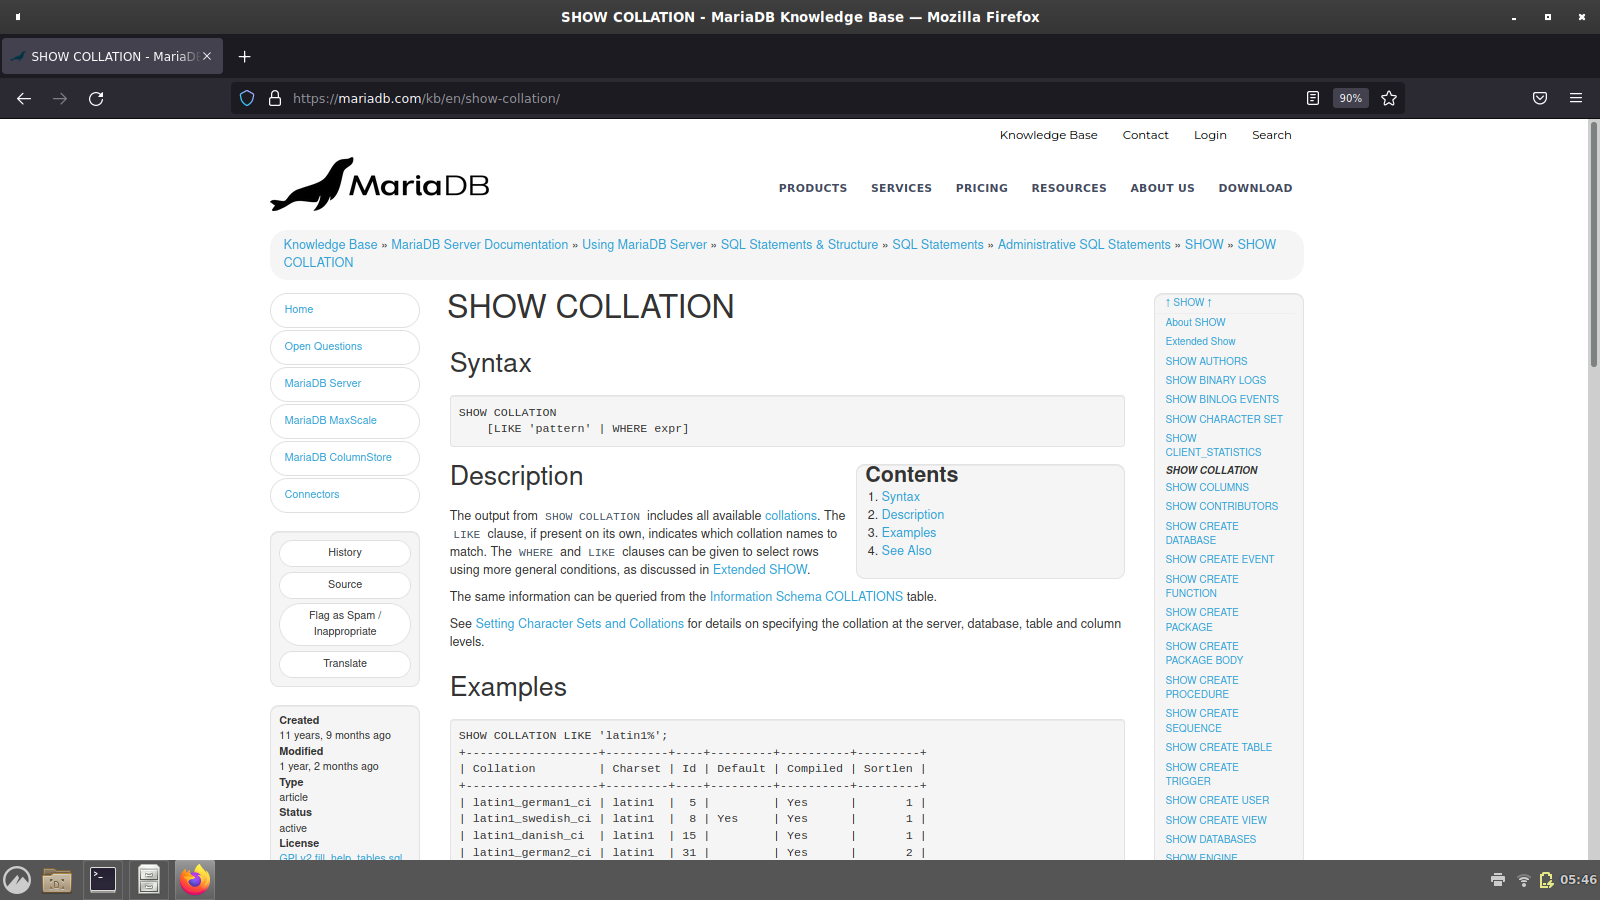 SHOW COLLATION - MariaDB Knowledge Base — Mozilla Firefox
SHOW COLLATION - MariaDB
https://mariadb.com/kb/en/show-collation/
90%
Knowledge Base Contact Login Search
MariaDB
PRODUCTS SERVICES PRICING RESOURCES ABOUT US DOWNLOAD
Knowledge Base » MariaDB Server Documentation » Using MariaDB Server » SQL Statements & Structure » SQL Statements » Administrative SQL Statements » SHOW » SHOW
COLLATION
Home
Open Questions
MariaDB Server
MariaDB MaxScale
MariaDB ColumnStore
Connectors
History
Source
Flag as Spam /
Inappropriate
Translate
Created
11 years, 9 months ago
Modified
1 year, 2 months ago
Type
article
Status
active
License
GPLv2 fill_help_tables.sql
SHOW COLLATION
Syntax
SHOW COLLATION
    [LIKE 'pattern' | WHERE expr]
Description
The output from SHOW COLLATION includes all available collations. The
LIKE clause, if present on its own, indicates which collation names to
match. The WHERE and LIKE clauses can be given to select rows
using more general conditions, as discussed in Extended SHOW.
Contents
1. Syntax
2. Description
3. Examples
4. See Also
The same information can be queried from the Information Schema COLLATIONS table.
See Setting Character Sets and Collations for details on specifying the collation at the server, database, table and column
levels.
Examples
SHOW COLLATION LIKE 'latin1%';
+-------------------+---------+----+---------+----------+---------+
| Collation         | Charset | Id | Default | Compiled | Sortlen |
+-------------------+---------+----+---------+----------+---------+
| latin1_german1_ci | latin1  |  5 |         | Yes      |       1 |
| latin1_swedish_ci | latin1  |  8 | Yes     | Yes      |       1 |
| latin1_danish_ci  | latin1  | 15 |         | Yes      |       1 |
| latin1_german2_ci | latin1  | 31 |         | Yes      |       2 |
↑ SHOW ↑
About SHOW
Extended Show
SHOW AUTHORS
SHOW BINARY LOGS
SHOW BINLOG EVENTS
SHOW CHARACTER SET
SHOW
CLIENT_STATISTICS
SHOW COLLATION
SHOW COLUMNS
SHOW CONTRIBUTORS
SHOW CREATE
DATABASE
SHOW CREATE EVENT
SHOW CREATE
FUNCTION
SHOW CREATE
PACKAGE
SHOW CREATE
PACKAGE BODY
SHOW CREATE
PROCEDURE
SHOW CREATE
SEQUENCE
SHOW CREATE TABLE
SHOW CREATE
TRIGGER
SHOW CREATE USER
SHOW CREATE VIEW
SHOW DATABASES
SHOW ENGINE
05:46